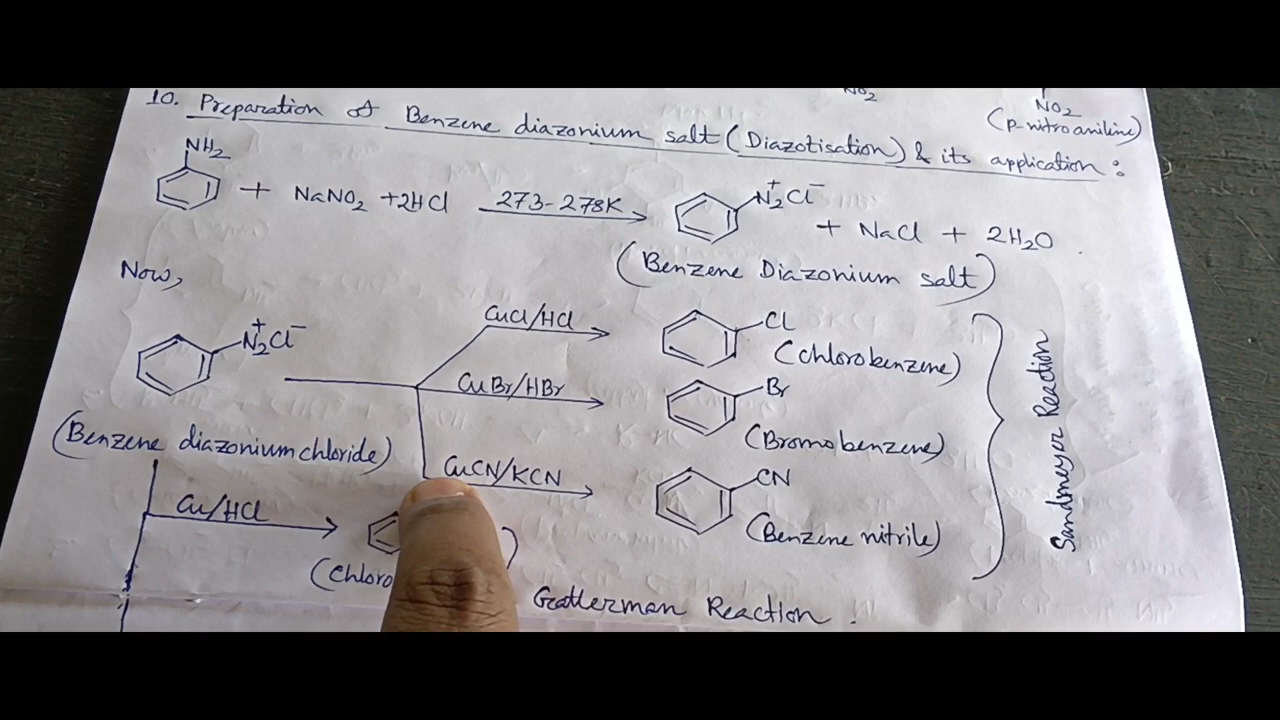 NO2
NO2
(p-nitroaniline)
10. Preparation of Benzene diazonium salt (Diazotisation) & its application :
NH2
+ NaNO2 + 2HCl 273-278K N2+Cl- + NaCl + 2H2O
(Benzene Diazonium salt)
Now,
N2+Cl-
(Benzene diazonium chloride)
CuCl/HCl Cl
(chlorobenzene)
CuBr/HBr Br
(Bromobenzene)
CuCN/KCN CN
(Benzene nitrile)
Sandmeyer Reaction
Cu/HCl
(chloro
Gatterman Reaction.